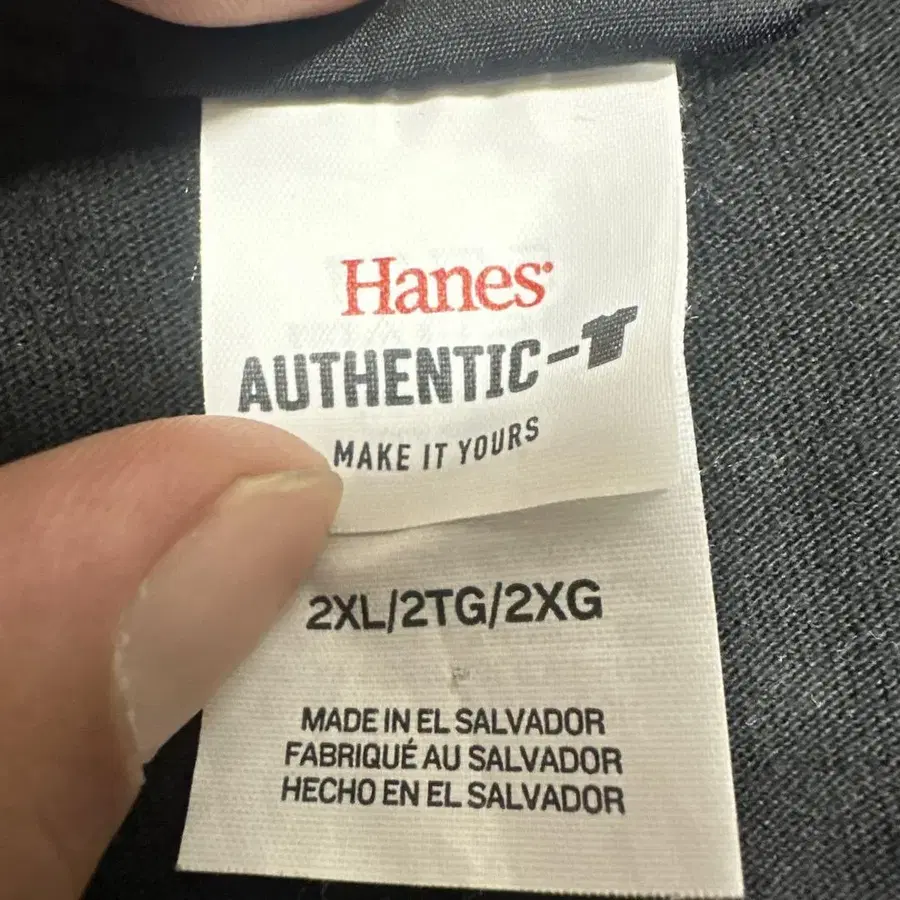 Hanes
AUTHENTIC-T
MAKE IT YOURS
2XL/2TG/2XG
MADE IN EL SALVADOR
FABRIQUÉ AU SALVADOR
HECHO EN EL SALVADOR